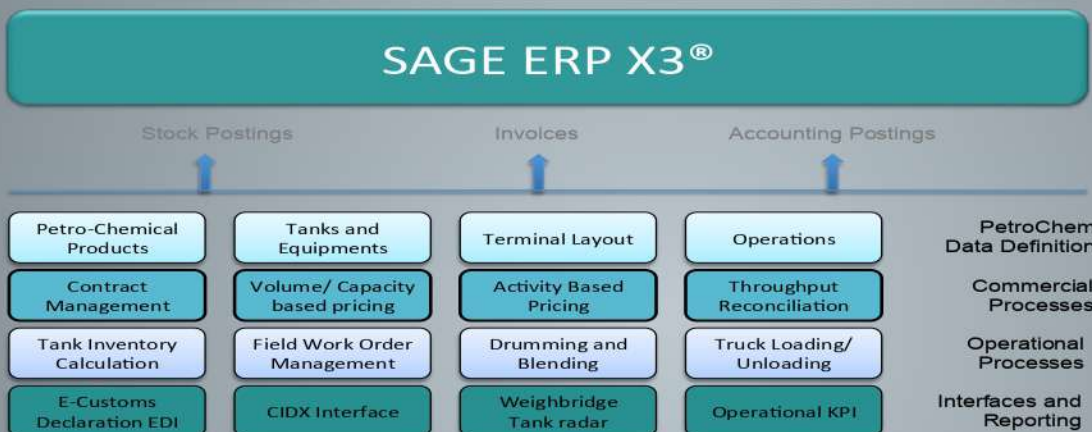 SAGE ERP X3®
Stock Postings
Invoices
Accounting Postings
Petro-Chemical
Products
Tanks and
Equipments
Terminal Layout
Operations
PetroChem
Data Definition
Contract
Management
Volume/ Capacity
based pricing
Activity Based
Pricing
Throughput
Reconciliation
Commercial
Processes
Tank Inventory
Calculation
Field Work Order
Management
Drumming and
Blending
Truck Loading/
Unloading
Operational
Processes
E-Customs
Declaration EDI
CIDX Interface
Weighbridge
Tank radar
Operational KPI
Interfaces and
Reporting